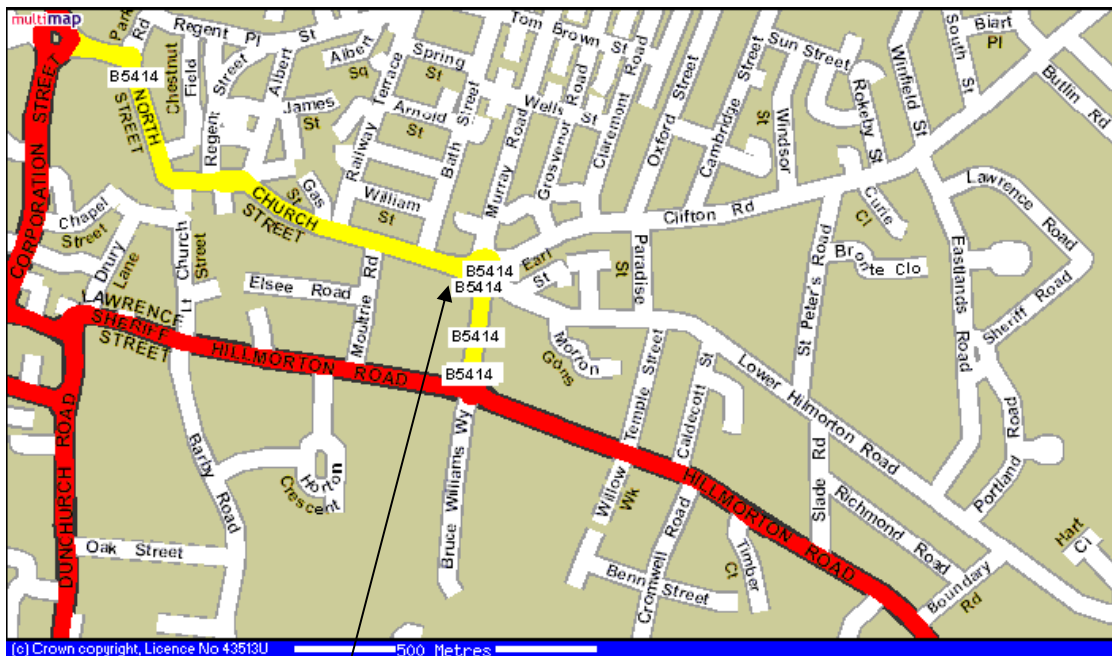 multimap
Park Rd
Regent Pl
Regent Street
Chestnut Field
Albert St
Albert Sq
Spring St
Tom Brown St
Sun Street
South St
Biart Pl
Butlin Rd
B5414
NORTH STREET
CORPORATION STREET
James St
Railway Terrace
Arnold St
Bath Street
Wells St
Murray Road
Grosvenor Road
Claremont Road
Oxford Street
Cambridge Street
Windsor St
Rokeby St
Winfield St
Lawrence Road
Chapel Street
Drury Lane
Lt Church Street
CHURCH STREET
Gas St
William St
Clifton Rd
Curie Cl
Bronte Clo
Eastlands Road
Sheriff Road
Elsee Road
Moultrie Rd
B5414
B5414
B5414
B5414
Earl St
Paradise St
St Peter's Road
LAWRENCE SHERIFF STREET
HILLMORTON ROAD
Morton Gdns
Temple Street
Caldecott St
Lower Hilmorton Road
Portland Road
DUNCHURCH ROAD
Barby Road
Horton Crescent
Bruce Williams Wy
Willow Wk
HILLMORTON ROAD
Slade Rd
Richmond Road
Hart Cl
Oak Street
Benn Street
Cromwell Road
Timber Ct
Boundary Rd
(c) Crown copyright, Licence No 43513U
500 Metres